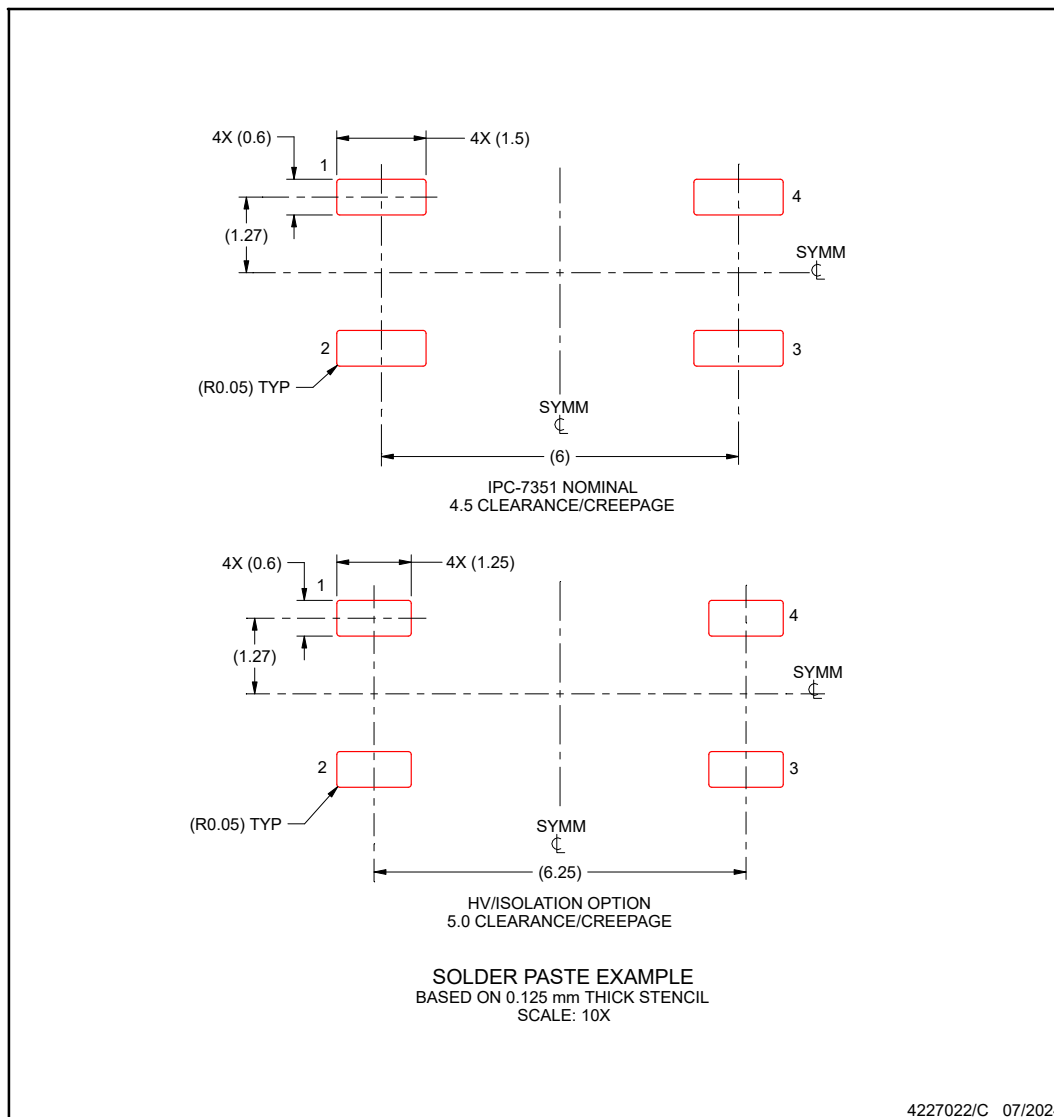 4X (0.6)
4X (1.5)
1
4
(1.27)
SYMM
2
3
(R0.05) TYP
SYMM
(6)
IPC-7351 NOMINAL
4.5 CLEARANCE/CREEPAGE
4X (0.6)
4X (1.25)
1
4
(1.27)
SYMM
2
3
(R0.05) TYP
SYMM
(6.25)
HV/ISOLATION OPTION
5.0 CLEARANCE/CREEPAGE
SOLDER PASTE EXAMPLE
BASED ON 0.125 mm THICK STENCIL
SCALE: 10X
4227022/C